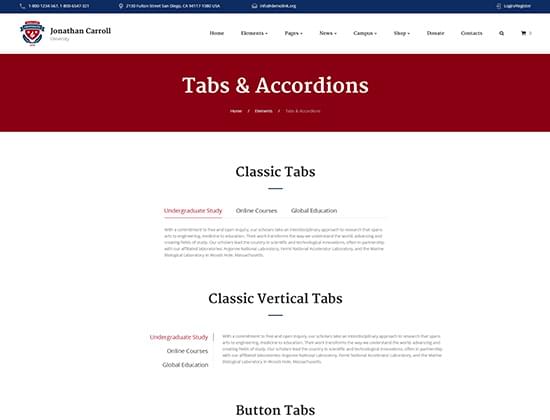 1-800-1234-567, 1-800-6547-321 2130 Fulton Street San Diego, CA 94117-1080 USA info@demolink.org Login/Register
Jonathan Carroll
University
Home Elements Pages News Campus Shop Donate Contacts 0
Tabs & Accordions
Home / Elements / Tabs & Accordions
Classic Tabs
Undergraduate Study Online Courses Global Education
With a commitment to free and open inquiry, our scholars take an interdisciplinary approach to research that spans
arts to engineering, medicine to education. Their work transforms the way we understand the world, advancing and
creating fields of study. Our scholars lead the country in scientific and technological innovations, often in partnership
with our affiliated laboratories: Argonne National Laboratory, Fermi National Accelerator Laboratory, and the Marine
Biological Laboratory in Woods Hole, Massachusetts.
Classic Vertical Tabs
Undergraduate Study
Online Courses
Global Education
With a commitment to free and open inquiry, our scholars take an interdisciplinary approach to research that spans
arts to engineering, medicine to education. Their work transforms the way we understand the world, advancing and
creating fields of study. Our scholars lead the country in scientific and technological innovations, often in partnership
with our affiliated laboratories: Argonne National Laboratory, Fermi National Accelerator Laboratory, and the Marine
Biological Laboratory in Woods Hole, Massachusetts.
Button Tabs